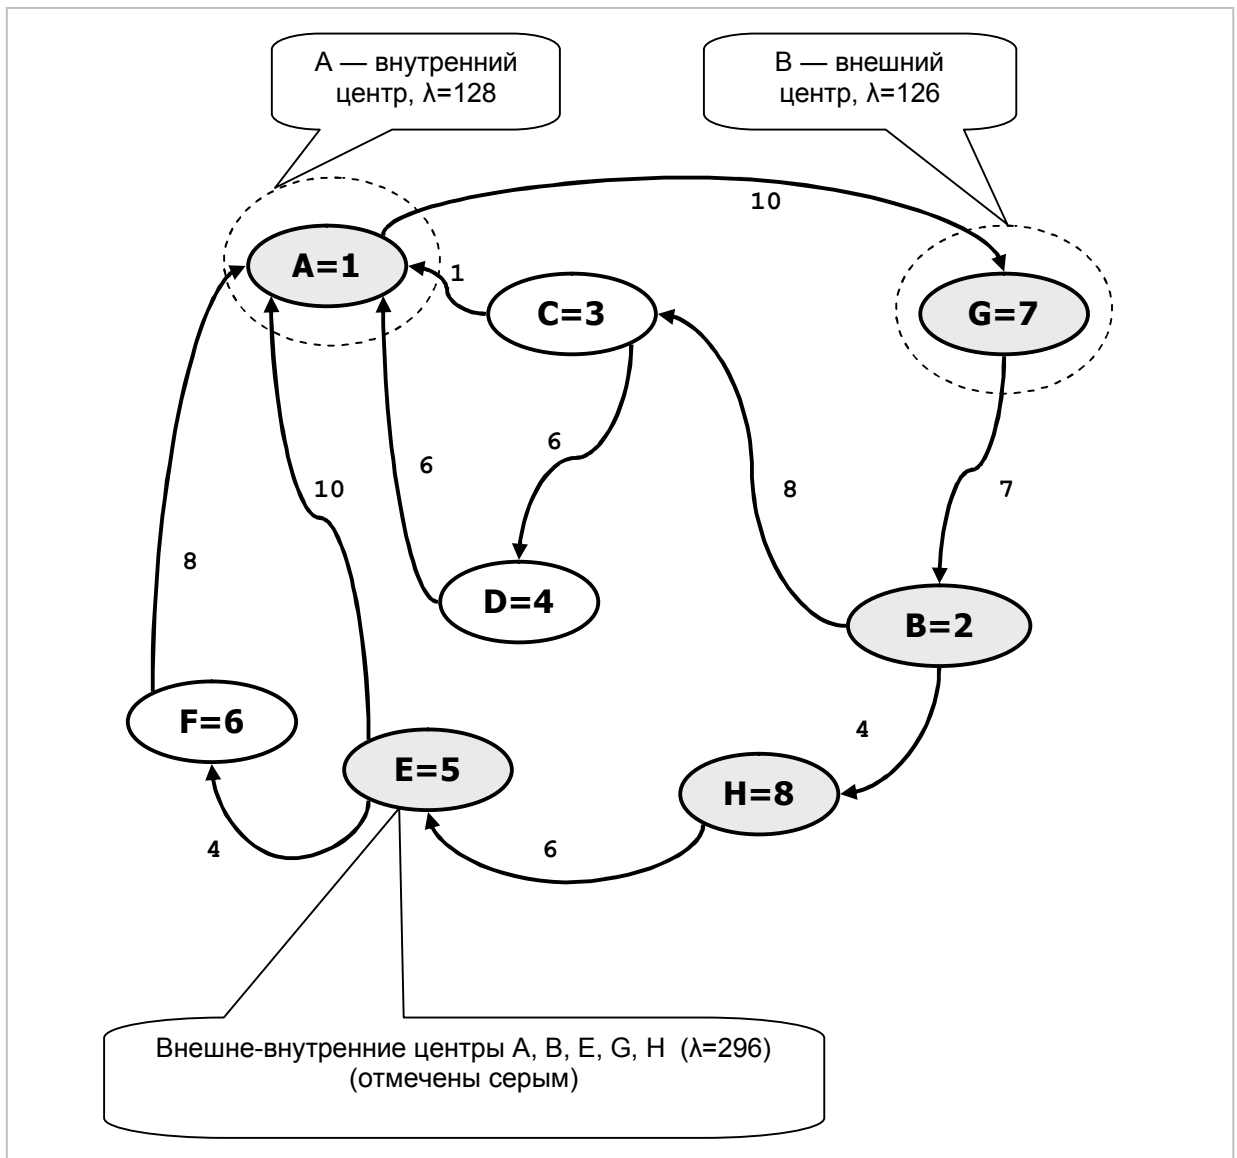 А — внутренний
центр, λ=128
В — внешний
центр, λ=126
10
A=1
1
C=3
G=7
6
6
10
8
7
8
D=4
B=2
F=6
4
E=5
H=8
4
6
Внешне-внутренние центры A, B, E, G, H (λ=296)
(отмечены серым)